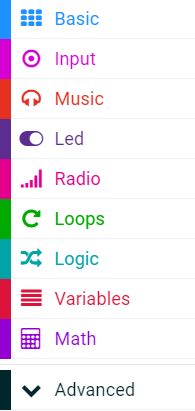 Basic
Input
Music
Led
Radio
Loops
Logic
Variables
Math
Advanced